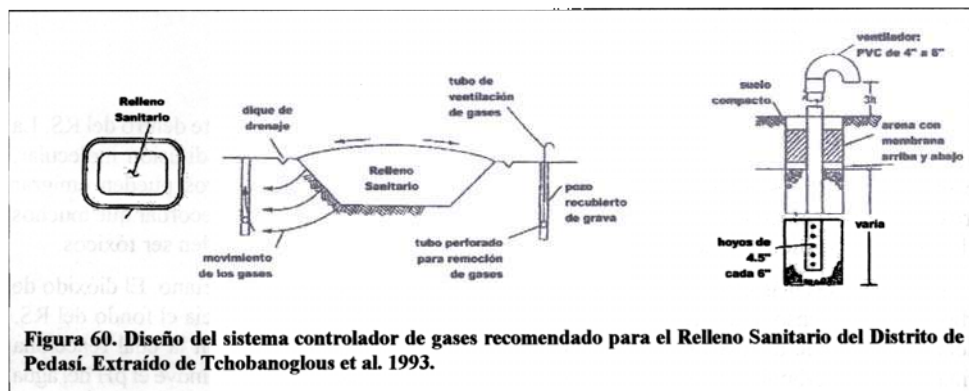 Relleno
Sanitario
dique de
drenaje
tubo de
ventilación
de gases
Relleno
Sanitario
movimiento
de los gases
tubo perforado
para remoción
de gases
pozo
recubierto
de grava
ventilador:
PVC de 4" a 6"
suelo
compacto
3ft
arena con
membrana
arriba y abajo
varía
hoyos de
4.5"
cada 6"
Figura 60. Diseño del sistema controlador de gases recomendado para el Relleno Sanitario del Distrito de
Pedasí. Extraído de Tchobanoglous et al. 1993.